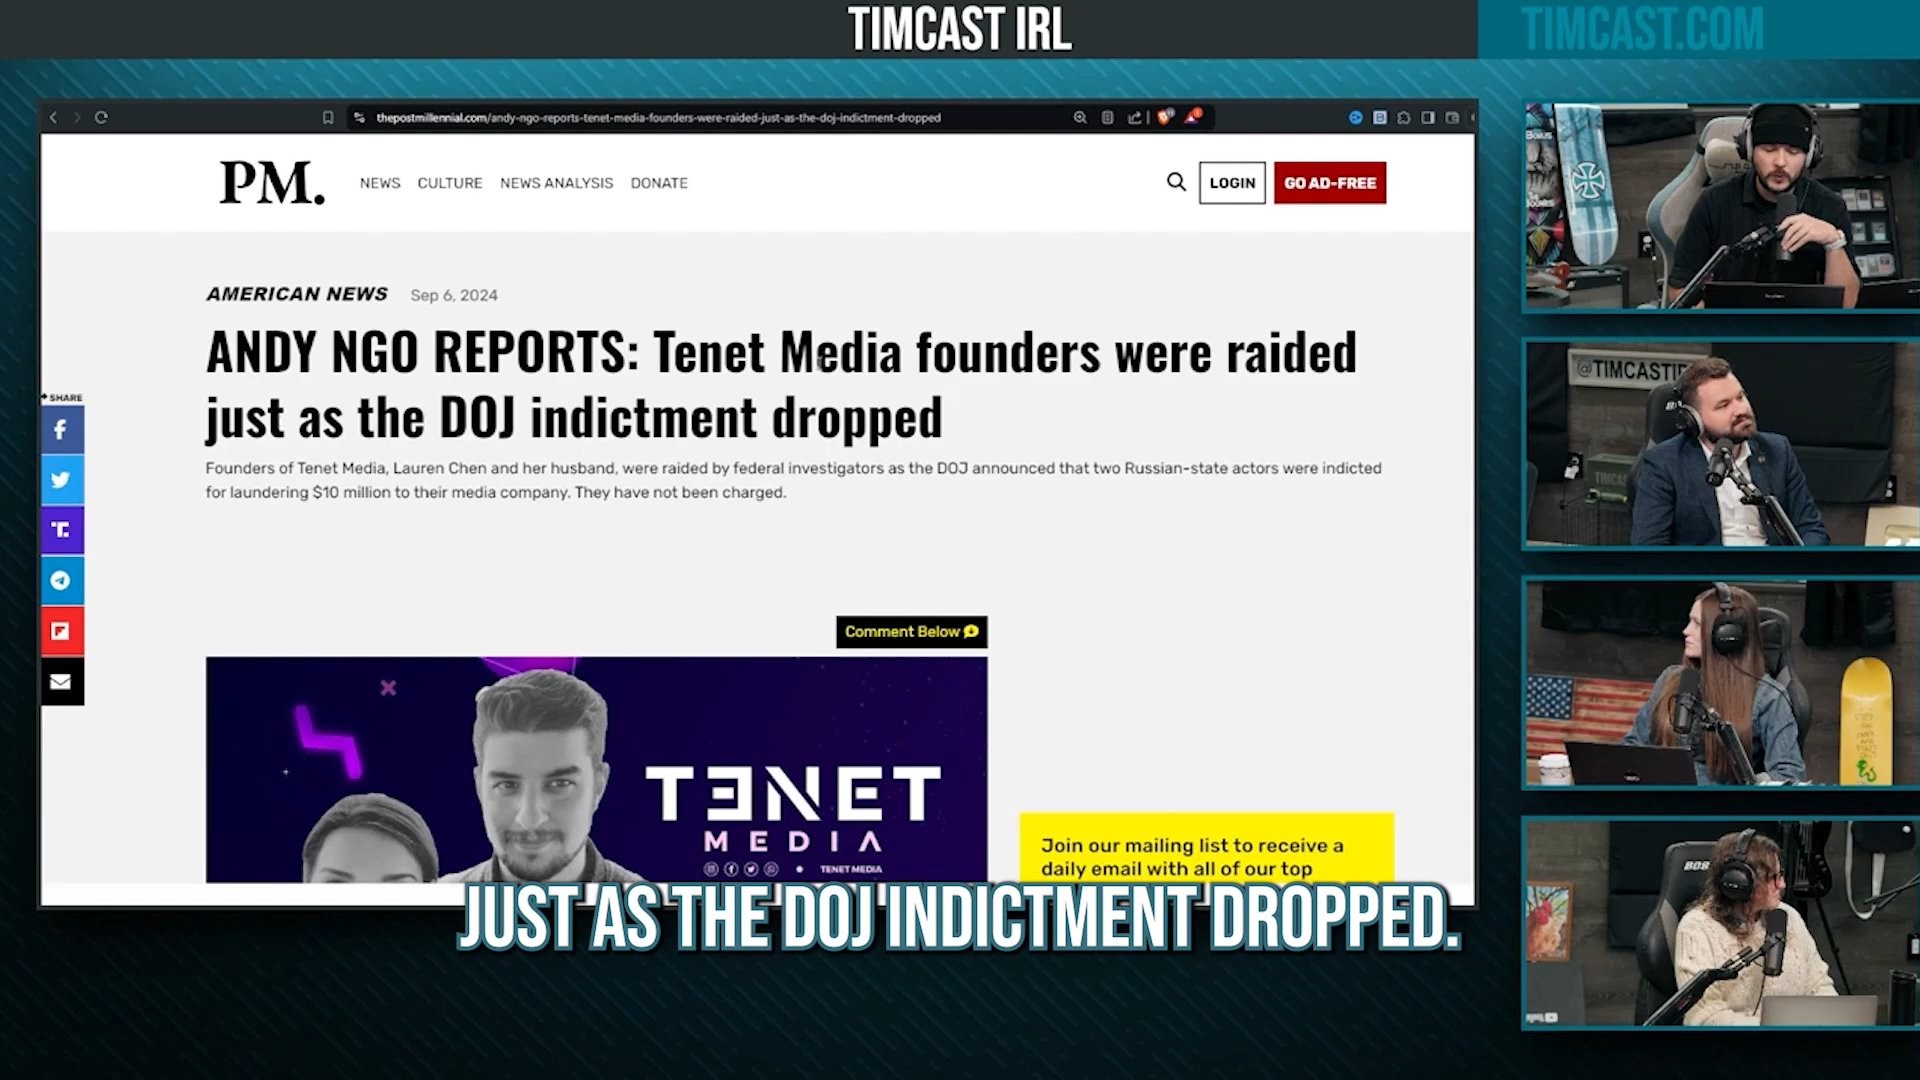 TIMCAST IRL
TIMCAST.COM
thepostmillennial.com/andy-ngo-reports-tenet-media-founders-were-raided-just-as-the-doj-indictment-dropped
PM.
NEWS
CULTURE
NEWS ANALYSIS
DONATE
LOGIN
GO AD-FREE
AMERICAN NEWS
Sep 6, 2024
ANDY NGO REPORTS: Tenet Media founders were raided
just as the DOJ indictment dropped
SHARE
Founders of Tenet Media, Lauren Chen and her husband, were raided by federal investigators as the DOJ announced that two Russian-state actors were indicted
for laundering $10 million to their media company. They have not been charged.
Comment Below
TENET
MEDIA
TENET MEDIA
Join our mailing list to receive a
daily email with all of our top
JUST AS THE DOJ INDICTMENT DROPPED.
@TIMCASTI